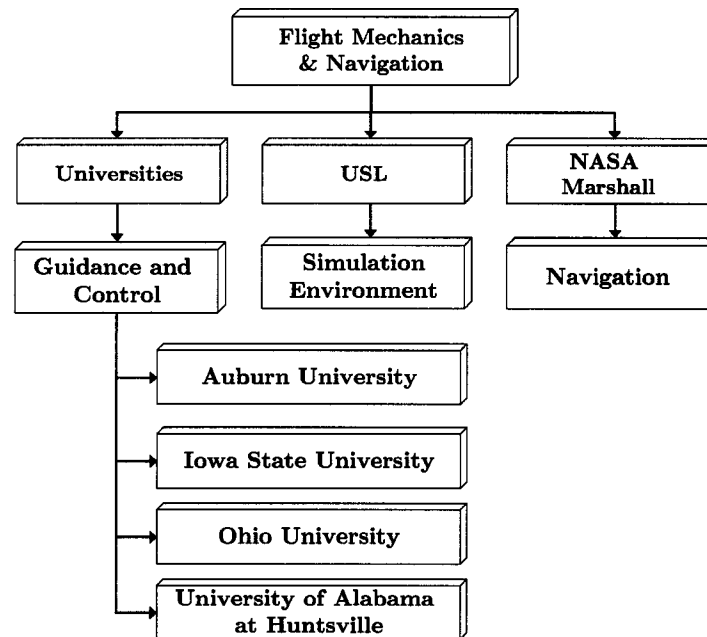 Flight Mechanics
& Navigation
Universities
USL
NASA
Marshall
Guidance and
Control
Simulation
Environment
Navigation
Auburn University
Iowa State University
Ohio University
University of Alabama
at Huntsville